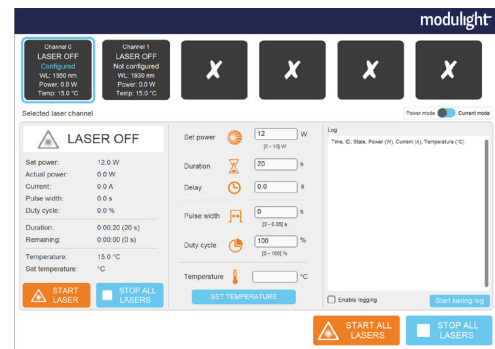 modulight
Channel 0
LASER OFF
Configured
WL: 1550 nm
Power: 0.0 W
Temp: 15.0 °C
Channel 1
LASER OFF
Not configured
WL: 1930 nm
Power: 0.0 W
Temp: 15.0 °C
Selected laser channel
Power mode
Current mode
LASER OFF
Set power: 12.0 W
Actual power: 0.0 W
Current: 0.0 A
Pulse width: 0.0 s
Duty cycle: 0.0 %
Duration: 0:00:20 (20 s)
Remaining: 0:00:00 (0 s)
Temperature: 15.0 °C
Set temperature: °C
START LASER
STOP ALL LASERS
Set power 12 W
[0 - 13] W
Duration 20 s
Delay 0.0 s
Pulse width 0 s
[0 - 0.05] s
Duty cycle 100 %
[0 - 100] %
Temperature °C
SET TEMPERATURE
Log
Time, ID, State, Power (W), Current (A), Temperature (°C)
Enable logging
Start saving log
START ALL LASERS
STOP ALL LASERS